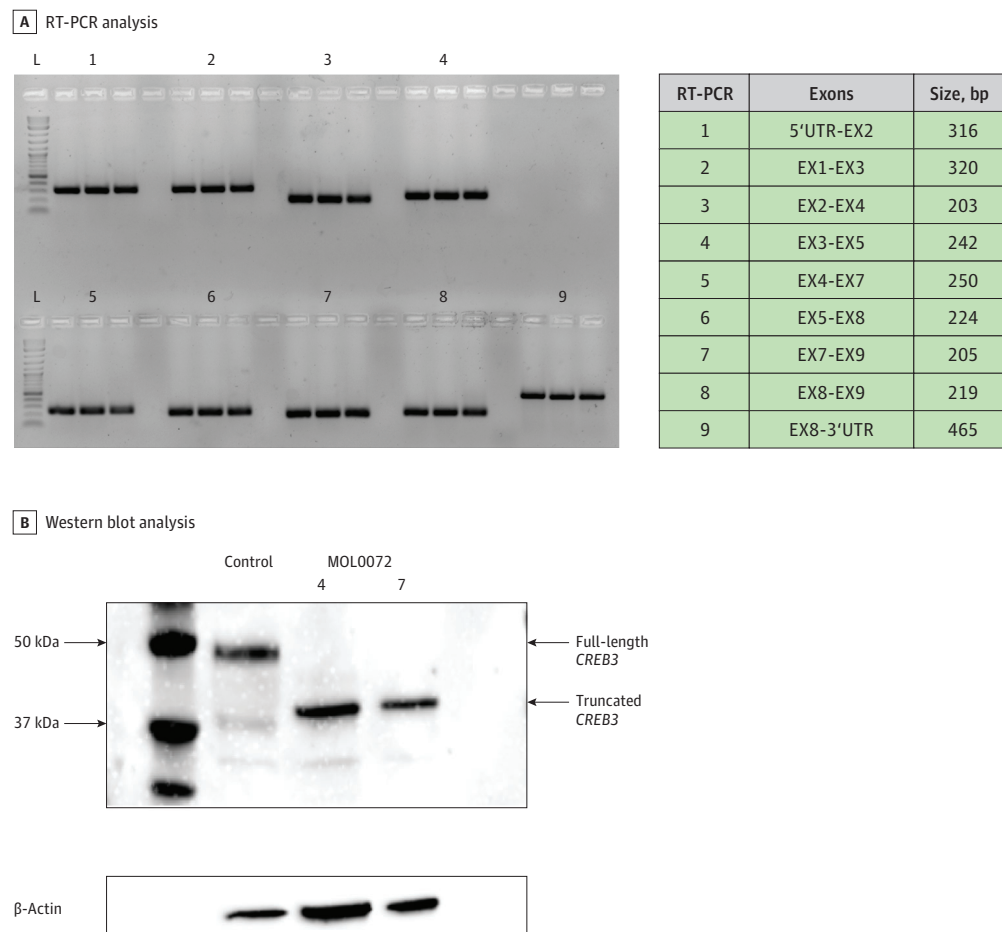 A RT-PCR analysis
L 1 2 3 4
L 5 6 7 8 9
RT-PCR Exons Size, bp
1 5‘UTR-EX2 316
2 EX1-EX3 320
3 EX2-EX4 203
4 EX3-EX5 242
5 EX4-EX7 250
6 EX5-EX8 224
7 EX7-EX9 205
8 EX8-EX9 219
9 EX8-3‘UTR 465
B Western blot analysis
Control MOL0072
4 7
50 kDa
Full-length
CREB3
Truncated
CREB3
37 kDa
β-Actin